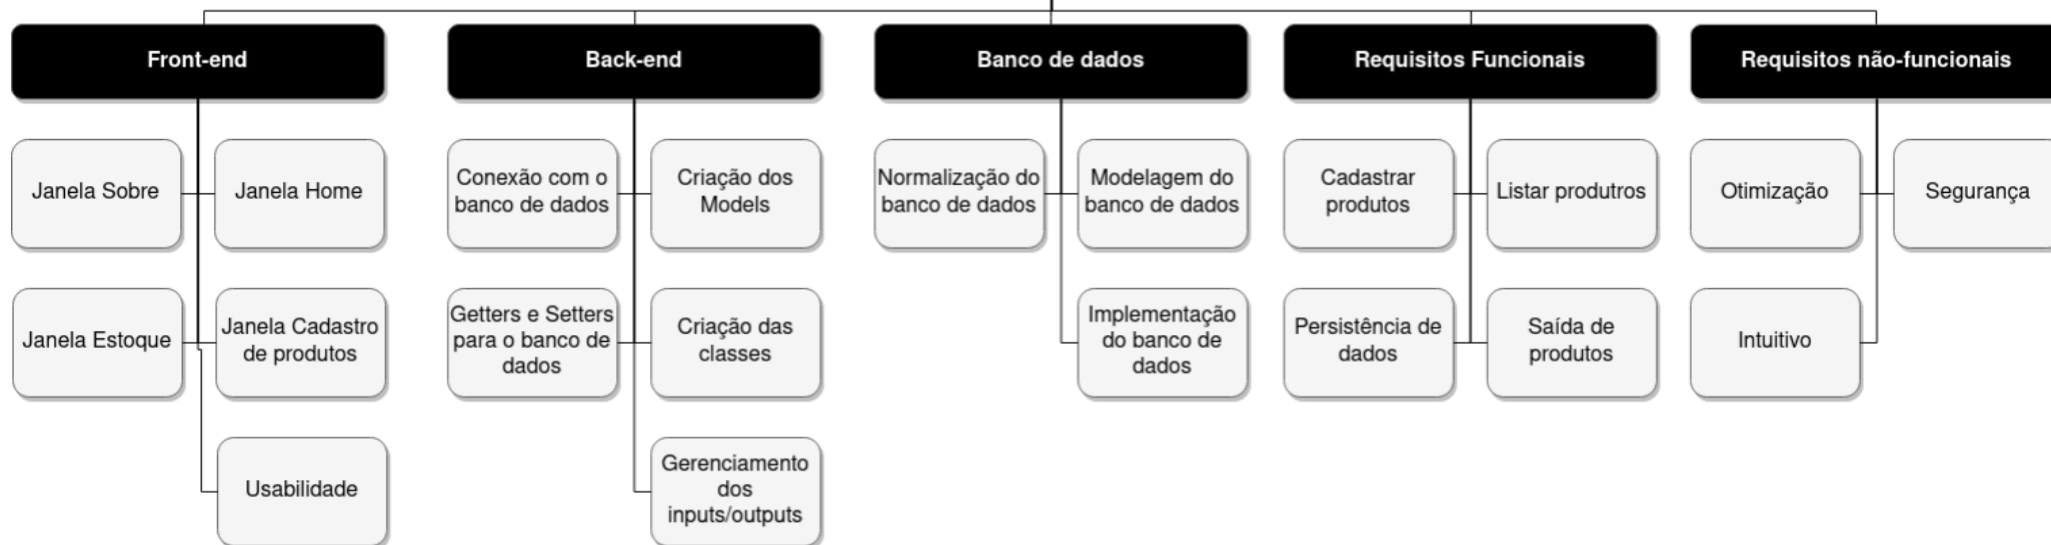 Front-end
Back-end
Banco de dados
Requisitos Funcionais
Requisitos não-funcionais
Janela Sobre
Janela Home
Conexão com o
banco de dados
Criação dos
Models
Normalização do
banco de dados
Modelagem do
banco de dados
Cadastrar
produtos
Listar produtros
Otimização
Segurança
Janela Estoque
Janela Cadastro
de produtos
Getters e Setters
para o banco de
dados
Criação das
classes
Implementação
do banco de
dados
Persistência de
dados
Saída de
produtos
Intuitivo
Usabilidade
Gerenciamento
dos
inputs/outputs